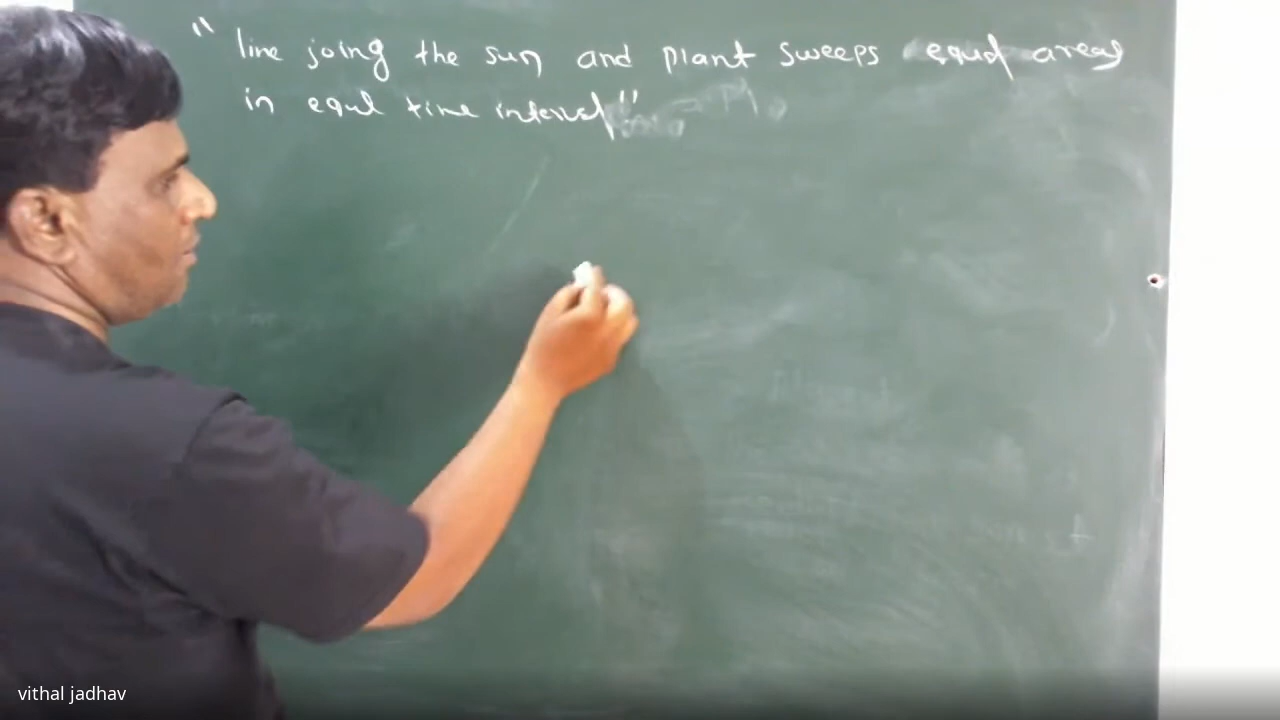 " line joing the sun and plant sweeps equal areas
in equl time interval"
vithal jadhav